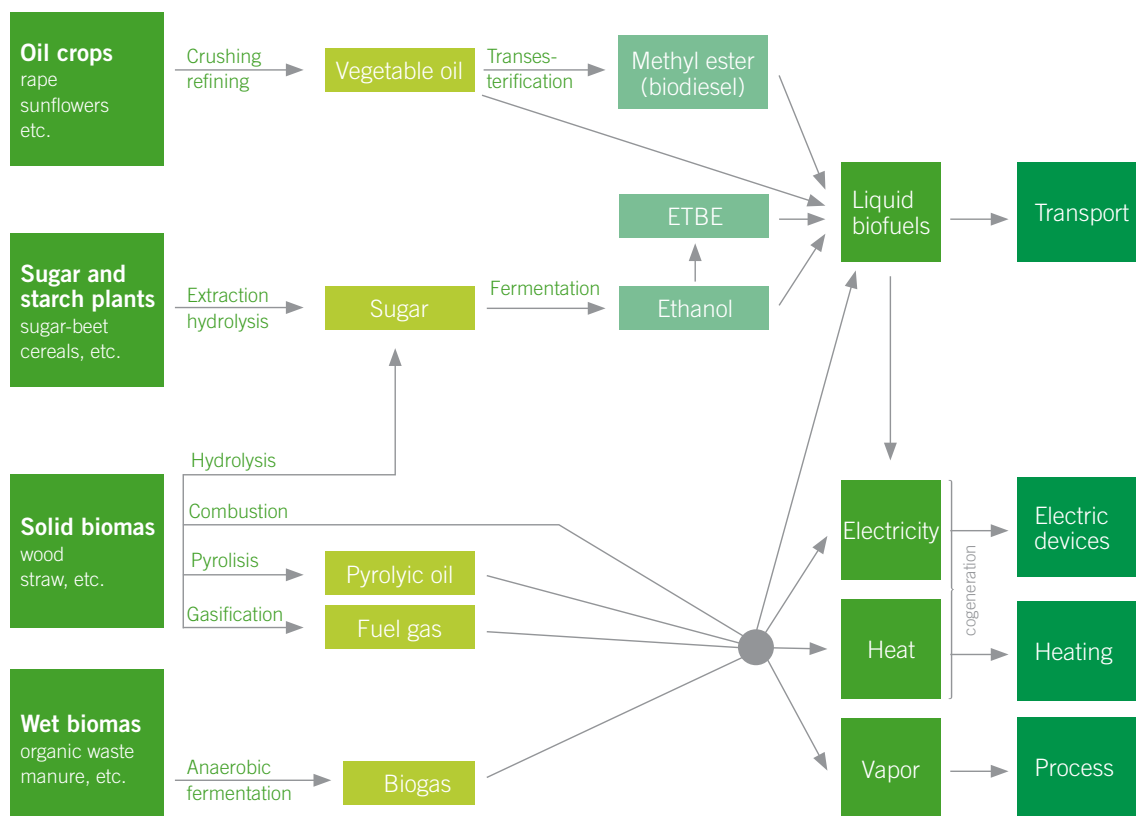 Oil crops
rape
sunflowers
etc.
Crushing
refining
Vegetable oil
Transes-
terification
Methyl ester
(biodiesel)
Liquid
biofuels
Transport
ETBE
Sugar and
starch plants
sugar-beet
cereals, etc.
Extraction
hydrolysis
Sugar
Fermentation
Ethanol
Solid biomas
wood
straw, etc.
Hydrolysis
Combustion
Pyrolisis
Pyrolyic oil
Gasification
Fuel gas
Electricity
Heat
cogeneration
Electric
devices
Heating
Wet biomas
organic waste
manure, etc.
Anaerobic
fermentation
Biogas
Vapor
Process